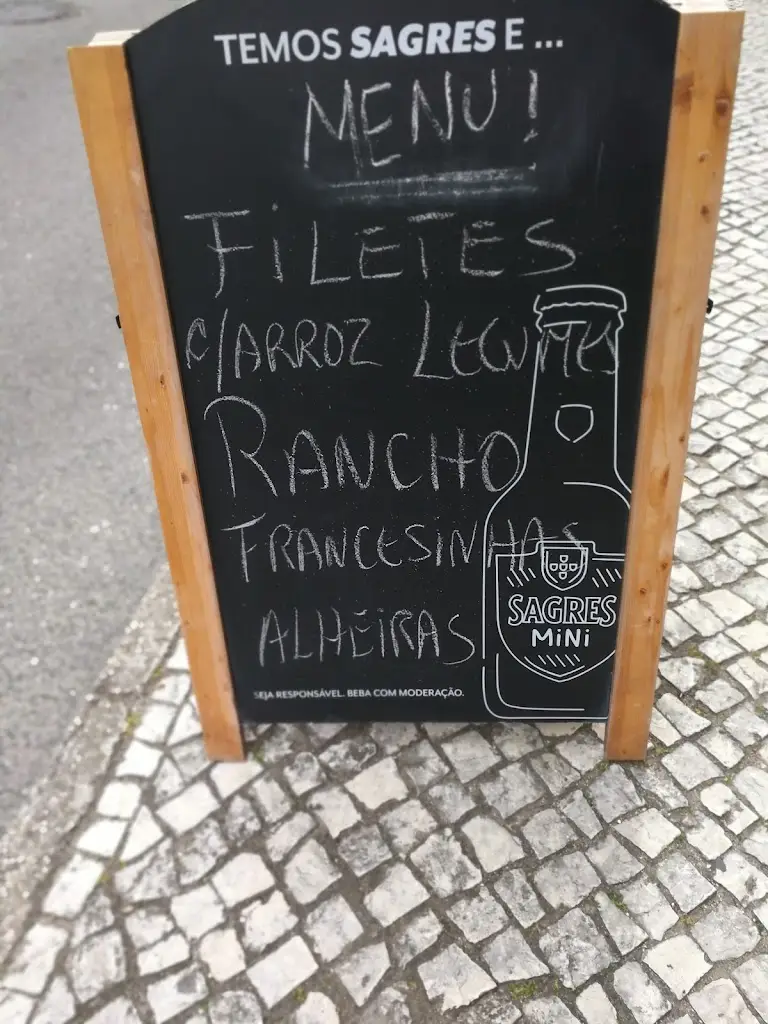 TEMOS SAGRES E ...
MENU!
FILETES
C/ARROZ LEGUMES
RANCHO
FRANCESINHAS
ALHEIRAS
SAGRES
MINI
SEJA RESPONSÁVEL. BEBA COM MODERAÇÃO.